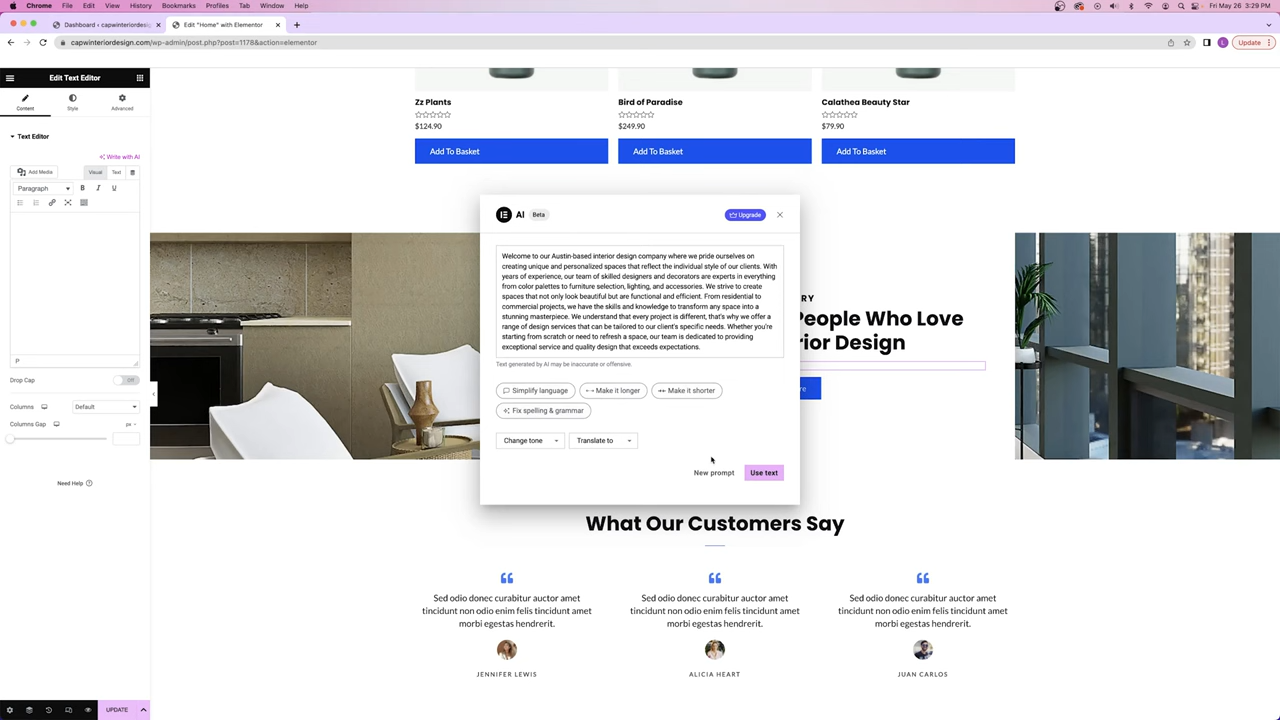 Chrome File Edit View History Bookmarks Profiles Tab Window Help
Fri May 26 3:29 PM
Dashboard ‹ capwinteriordesig
Edit "Home" with Elementor
capwinteriordesign.com/wp-admin/post.php?post=1178&action=elementor
L
Update
Edit Text Editor
Content Style Advanced
Text Editor
Write with AI
Add Media
Visual Text
Paragraph
B I U
P
Drop Cap
Off
Columns
Default
Columns Gap
px
Need Help
UPDATE
Zz Plants
$124.90
Add To Basket
Bird of Paradise
$249.90
Add To Basket
Calathea Beauty Star
$79.90
Add To Basket
AI Beta
Upgrade
Welcome to our Austin-based interior design company where we pride ourselves on
creating unique and personalized spaces that reflect the individual style of our clients. With
years of experience, our team of skilled designers and decorators are experts in everything
from color palettes to furniture selection, lighting, and accessories. We strive to create
spaces that not only look beautiful but are functional and efficient. From residential to
commercial projects, we have the skills and knowledge to transform any space into a
stunning masterpiece. We understand that every project is different, that's why we offer a
range of design services that can be tailored to our client's specific needs. Whether you're
starting from scratch or need to refresh a space, our team is dedicated to providing
exceptional service and quality design that exceeds expectations.
Text generated by AI may be inaccurate or offensive.
Simplify language
Make it longer
Make it shorter
Fix spelling & grammar
Change tone
Translate to
New prompt
Use text
RY
People Who Love
rior Design
re
What Our Customers Say
Sed odio donec curabitur auctor amet
tincidunt non odio enim felis tincidunt amet
morbi egestas hendrerit.
JENNIFER LEWIS
Sed odio donec curabitur auctor amet
tincidunt non odio enim felis tincidunt amet
morbi egestas hendrerit.
ALICIA HEART
Sed odio donec curabitur auctor amet
tincidunt non odio enim felis tincidunt amet
morbi egestas hendrerit.
JUAN CARLOS